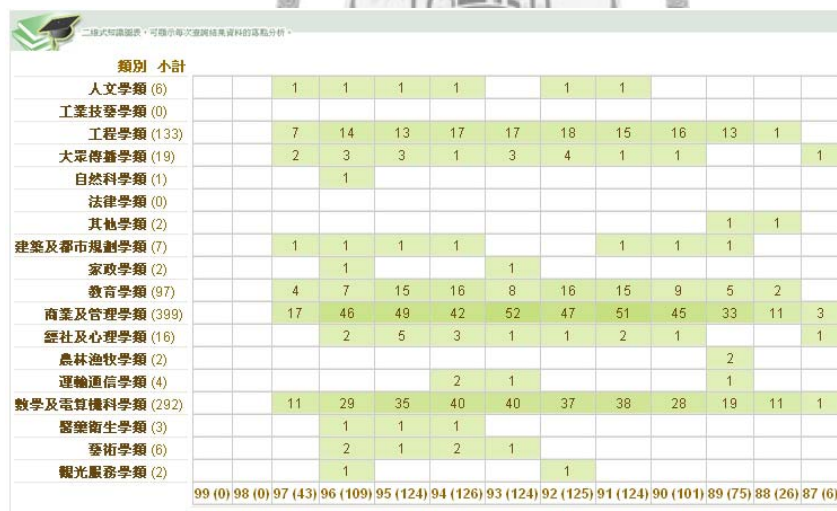 二維式知識圖表，可顯示每次查詢結果資料的落點分析。
類別 小計
人文學類 (6) 1 1 1 1 1 1
工業技藝學類 (0)
工程學類 (133) 7 14 13 17 17 18 15 16 13 1
大眾傳播學類 (19) 2 3 3 1 3 4 1 1 1
自然科學類 (1) 1
法律學類 (0)
其他學類 (2) 1 1
建築及都市規劃學類 (7) 1 1 1 1 1 1 1
家政學類 (2) 1 1
教育學類 (97) 4 7 15 16 8 16 15 9 5 2
商業及管理學類 (399) 17 46 49 42 52 47 51 45 33 11 3
經社及心理學類 (16) 2 5 3 1 1 2 1 1
農林漁牧學類 (2) 2
運輸通信學類 (4) 2 1 1
數學及電算機科學類 (292) 11 29 35 40 40 37 38 28 19 11 1
醫藥衛生學類 (3) 1 1 1
藝術學類 (6) 2 1 2 1
觀光服務學類 (2) 1 1
99 (0) 98 (0) 97 (43) 96 (109) 95 (124) 94 (126) 93 (124) 92 (125) 91 (124) 90 (101) 89 (75) 88 (26) 87 (6)